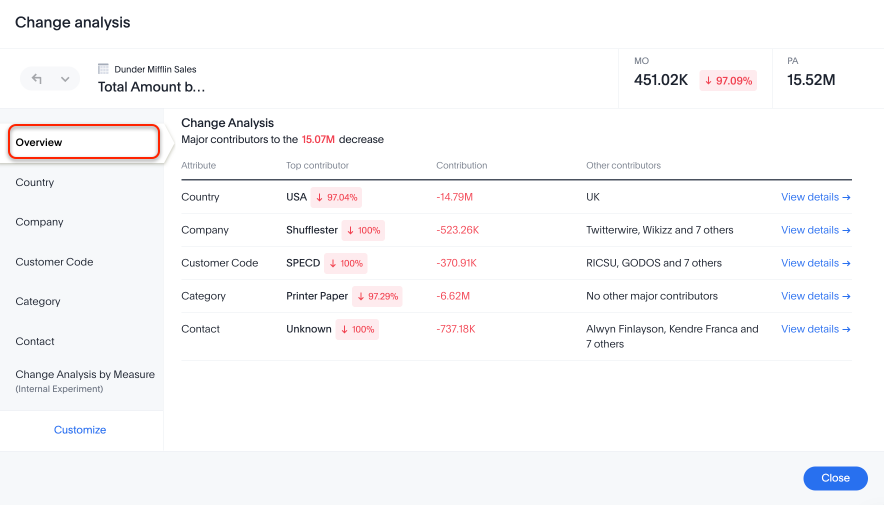 Change analysis
Dunder Mifflin Sales
Total Amount b...
MO
451.02K ↓ 97.09%
PA
15.52M
Overview
Country
Company
Customer Code
Category
Contact
Change Analysis by Measure
(Internal Experiment)
Customize
Change Analysis
Major contributors to the 15.07M decrease
Attribute Top contributor Contribution Other contributors
Country USA ↓ 97.04% -14.79M UK View details →
Company Shufflester ↓ 100% -523.26K Twitterwire, Wikizz and 7 others View details →
Customer Code SPECD ↓ 100% -370.91K RICSU, GODOS and 7 others View details →
Category Printer Paper ↓ 97.29% -6.62M No other major contributors View details →
Contact Unknown ↓ 100% -737.18K Alwyn Finlayson, Kendre Franca and View details →
7 others
Close